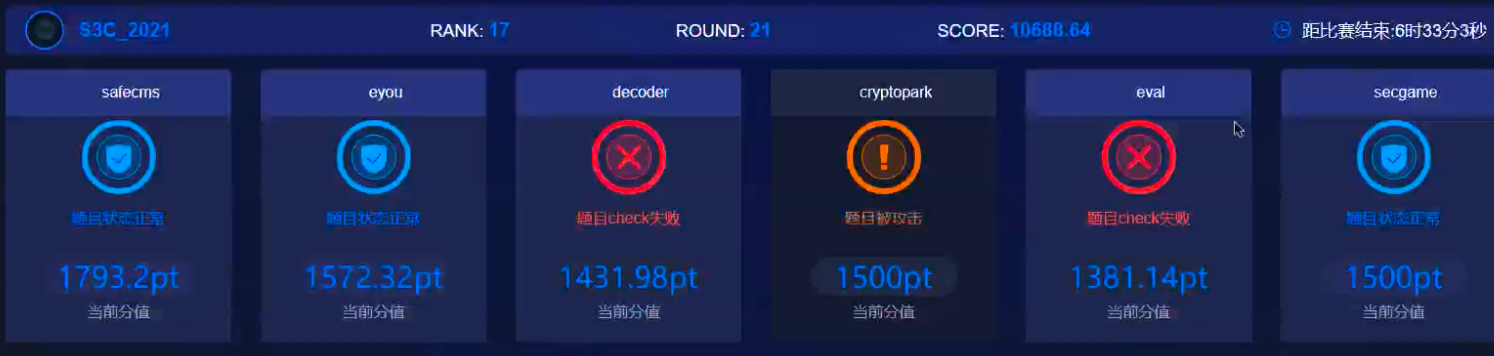 S3C_2021 RANK: 17 ROUND: 21 SCORE: 10688.64 距比赛结束:6时33分3秒
safecms eyou decoder cryptopark eval secgame
题目状态正常 题目状态正常 题目check失败 题目被攻击 题目check失败 题目状态正常
1793.2pt 1572.32pt 1431.98pt 1500pt 1381.14pt 1500pt
当前分值 当前分值 当前分值 当前分值 当前分值 当前分值